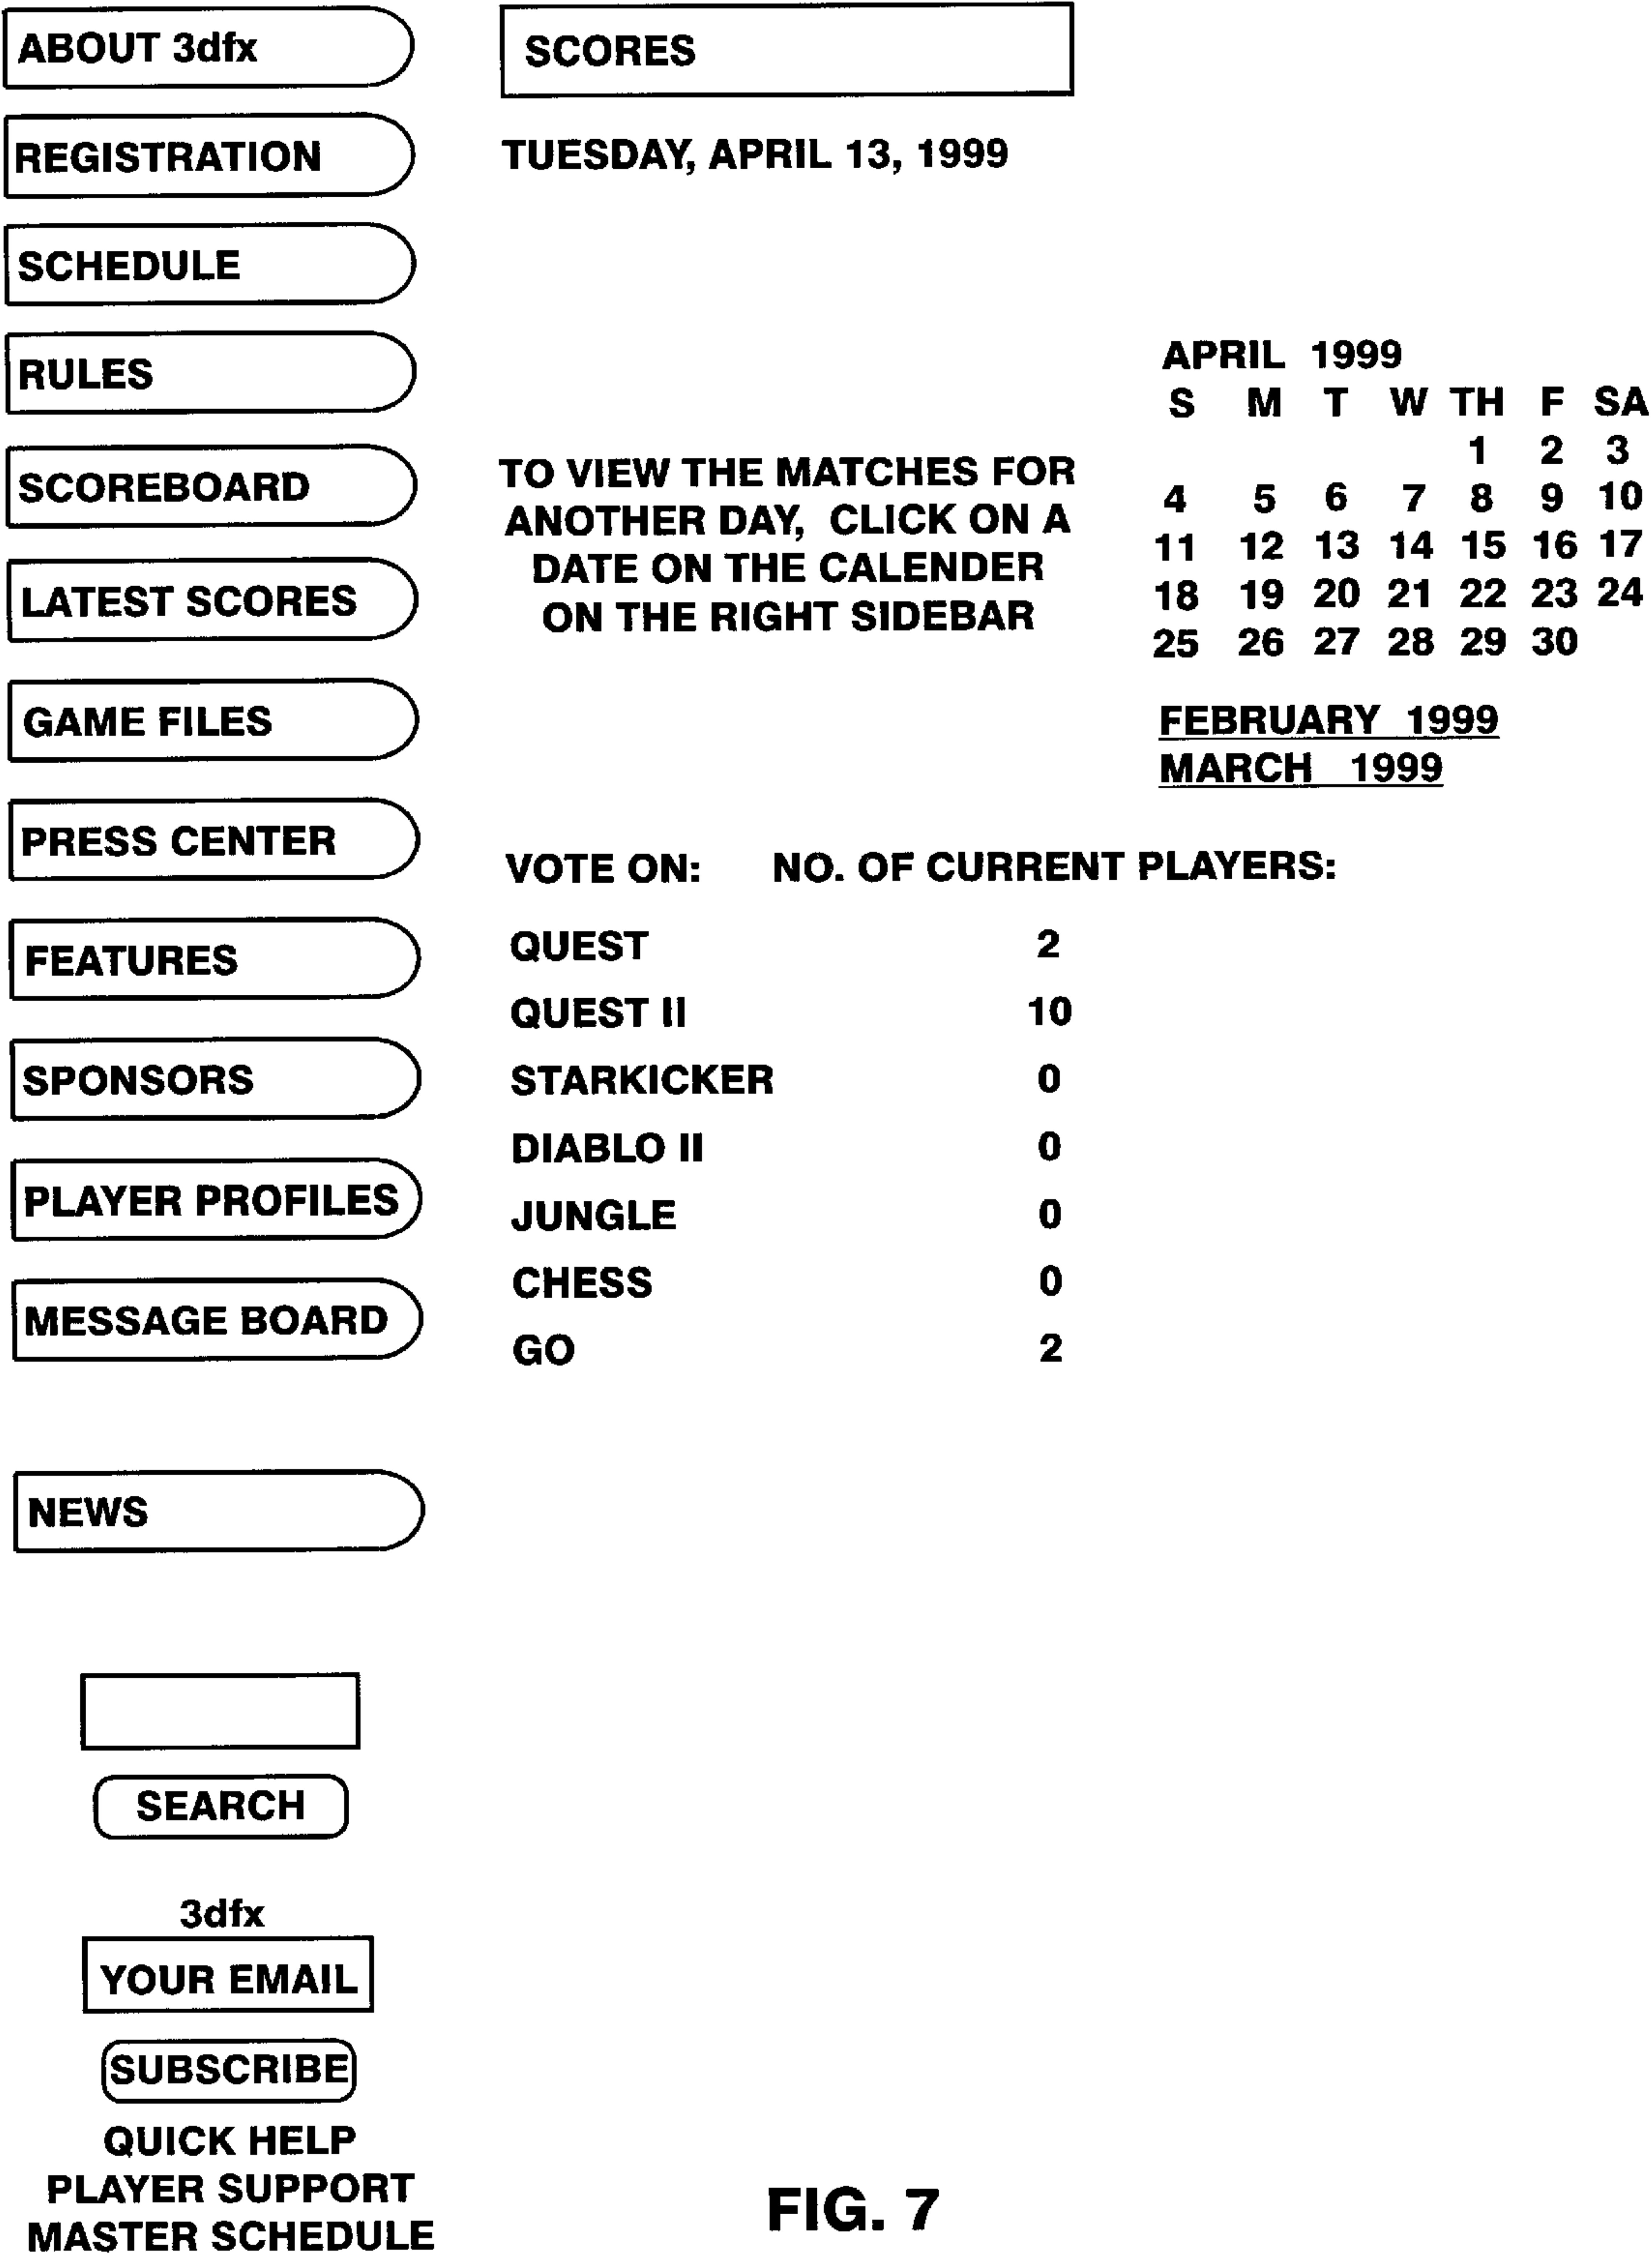 ABOUT 3dfx
REGISTRATION
SCHEDULE
RULES
SCOREBOARD
LATEST SCORES
GAME FILES
PRESS CENTER
FEATURES
SPONSORS
PLAYER PROFILES
MESSAGE BOARD
NEWS
SEARCH
3dfx
YOUR EMAIL
SUBSCRIBE
QUICK HELP
PLAYER SUPPORT
MASTER SCHEDULE
SCORES
TUESDAY, APRIL 13, 1999
TO VIEW THE MATCHES FOR
ANOTHER DAY, CLICK ON A
DATE ON THE CALENDER
ON THE RIGHT SIDEBAR
APRIL 1999
S M T W TH F SA
1 2 3
4 5 6 7 8 9 10
11 12 13 14 15 16 17
18 19 20 21 22 23 24
25 26 27 28 29 30
FEBRUARY 1999
MARCH 1999
VOTE ON: NO. OF CURRENT PLAYERS:
QUEST 2
QUEST II 10
STARKICKER 0
DIABLO II 0
JUNGLE 0
CHESS 0
GO 2
FIG. 7